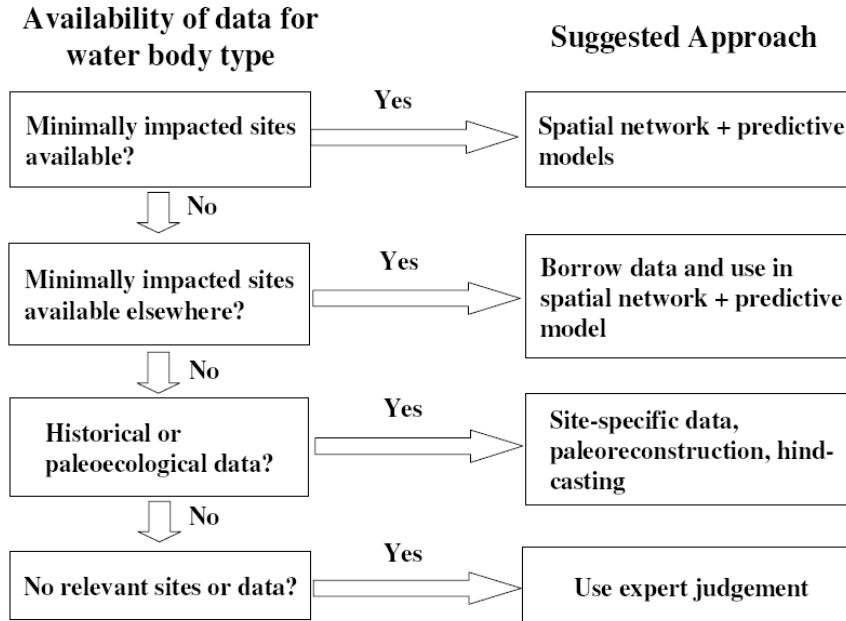 Availability of data for
water body type
Suggested Approach
Minimally impacted sites
available?
Yes
Spatial network + predictive
models
No
Minimally impacted sites
available elsewhere?
Yes
Borrow data and use in
spatial network + predictive
model
No
Historical or
paleoecological data?
Yes
Site-specific data,
paleoreconstruction, hind-
casting
No
No relevant sites or data?
Yes
Use expert judgement